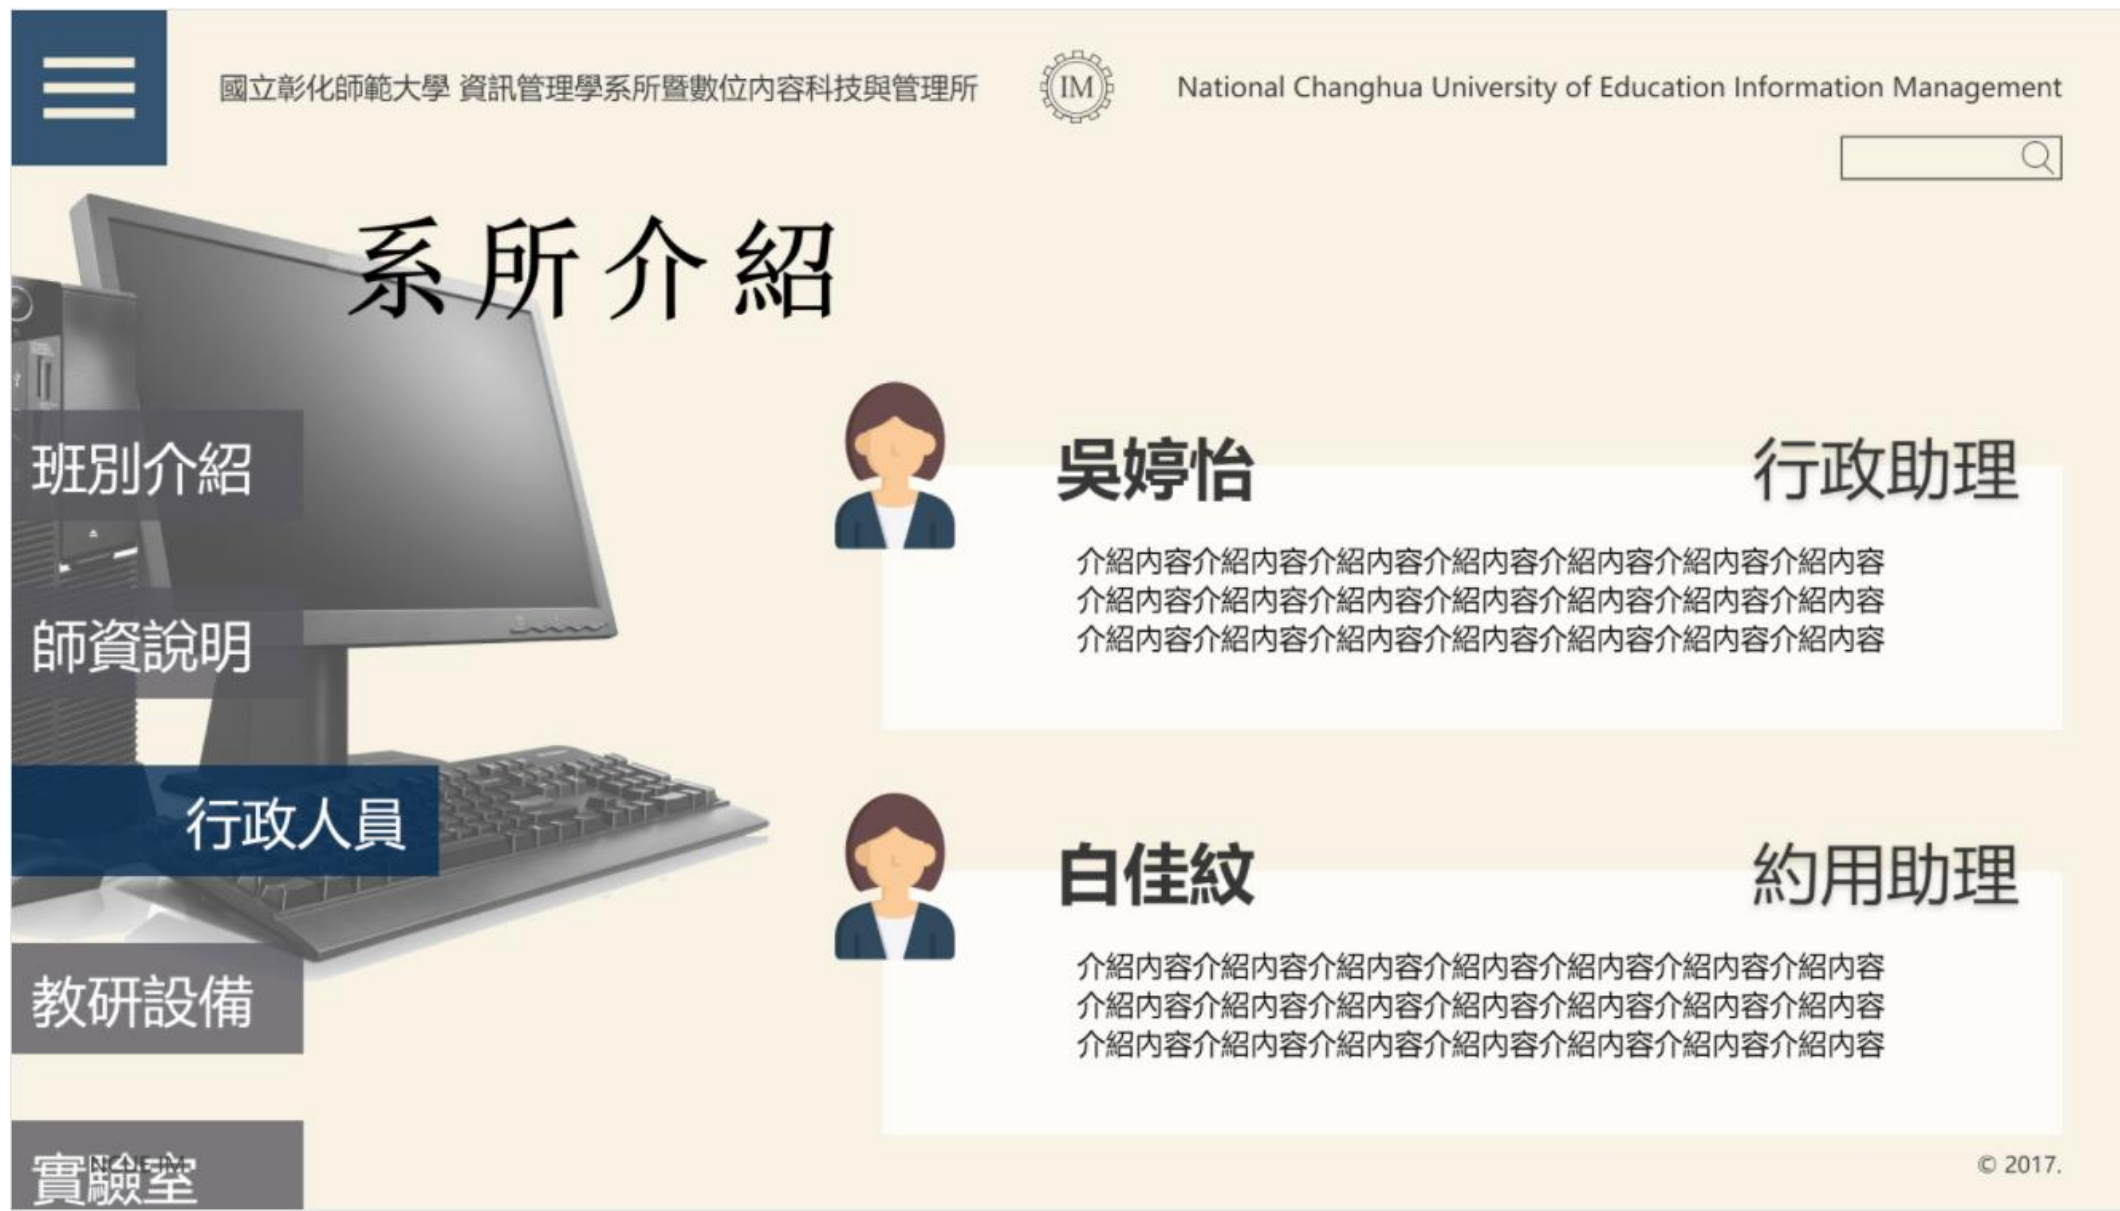 國立彰化師範大學 資訊管理學系所暨數位內容科技與管理所
IM
National Changhua University of Education Information Management
系所介紹
班別介紹
師資說明
行政人員
教研設備
實驗室
NCUE IM
吳婷怡
行政助理
介紹內容介紹內容介紹內容介紹內容介紹內容介紹內容介紹內容
介紹內容介紹內容介紹內容介紹內容介紹內容介紹內容介紹內容
介紹內容介紹內容介紹內容介紹內容介紹內容介紹內容介紹內容
白佳紋
約用助理
介紹內容介紹內容介紹內容介紹內容介紹內容介紹內容介紹內容
介紹內容介紹內容介紹內容介紹內容介紹內容介紹內容介紹內容
介紹內容介紹內容介紹內容介紹內容介紹內容介紹內容介紹內容
© 2017.